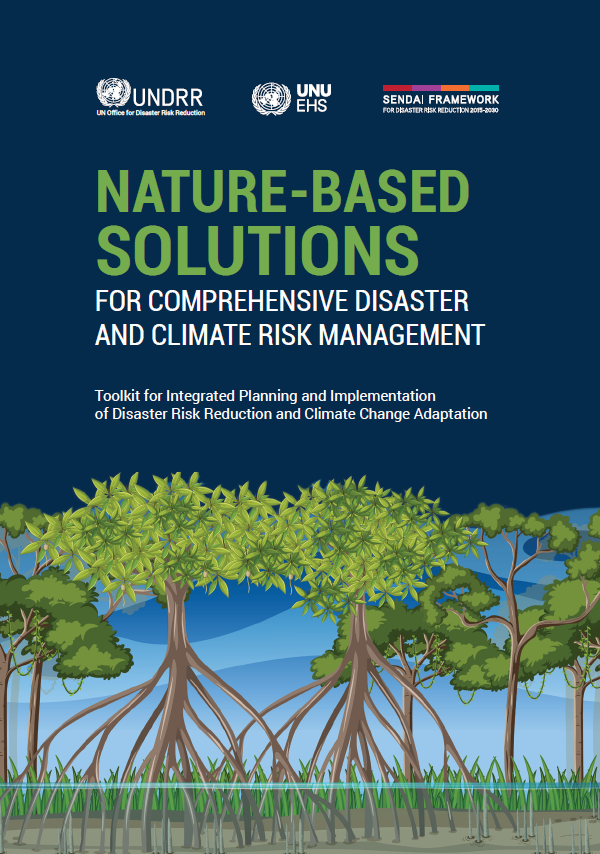 UNDRR
UN Office for Disaster Risk Reduction
UNU
EHS
SENDAI FRAMEWORK
FOR DISASTER RISK REDUCTION 2015-2030
NATURE-BASED
SOLUTIONS
FOR COMPREHENSIVE DISASTER
AND CLIMATE RISK MANAGEMENT
Toolkit for Integrated Planning and Implementation
of Disaster Risk Reduction and Climate Change Adaptation